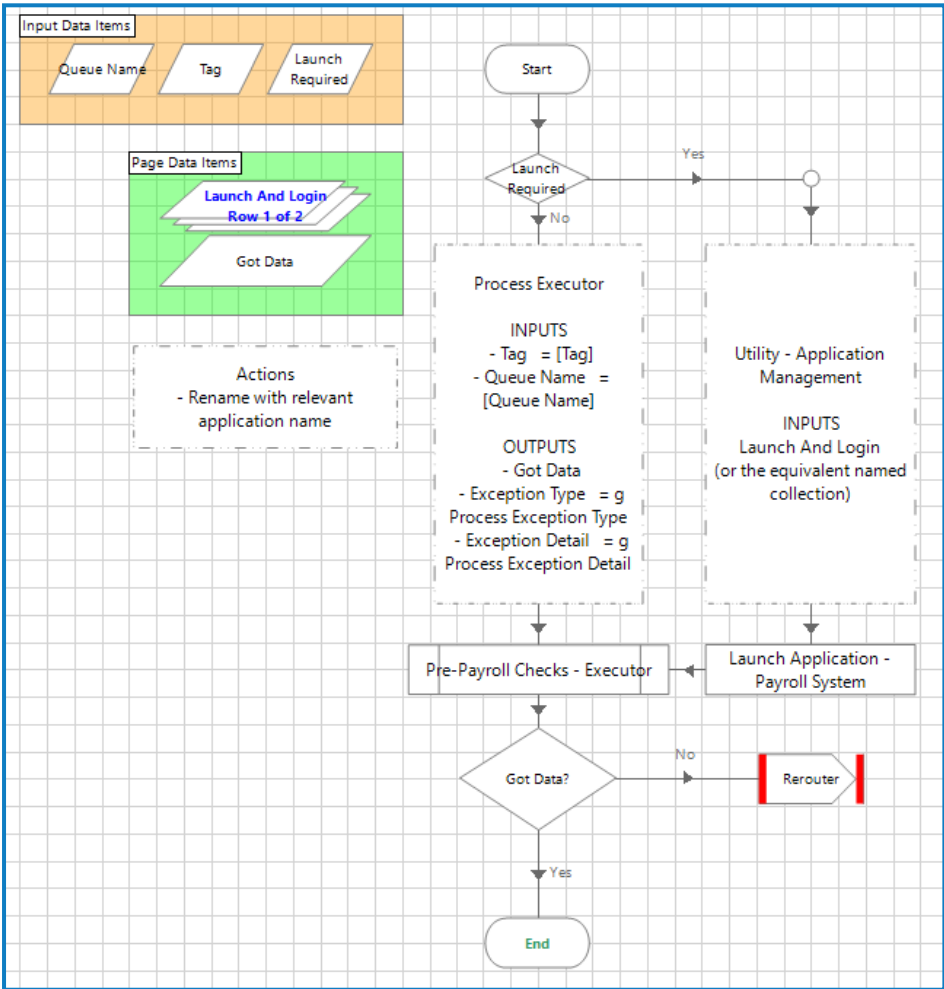 Input Data Items
Queue Name
Tag
Launch
Required
Page Data Items
Launch And Login
Row 1 of 2
Got Data
Actions
- Rename with relevant
application name
Start
Launch
Required
Yes
No
Process Executor
INPUTS
- Tag = [Tag]
- Queue Name =
[Queue Name]
OUTPUTS
- Got Data
- Exception Type = g
Process Exception Type
- Exception Detail = g
Process Exception Detail
Utility - Application
Management
INPUTS
Launch And Login
(or the equivalent named
collection)
Pre-Payroll Checks - Executor
Launch Application -
Payroll System
Got Data?
No
Rerouter
Yes
End